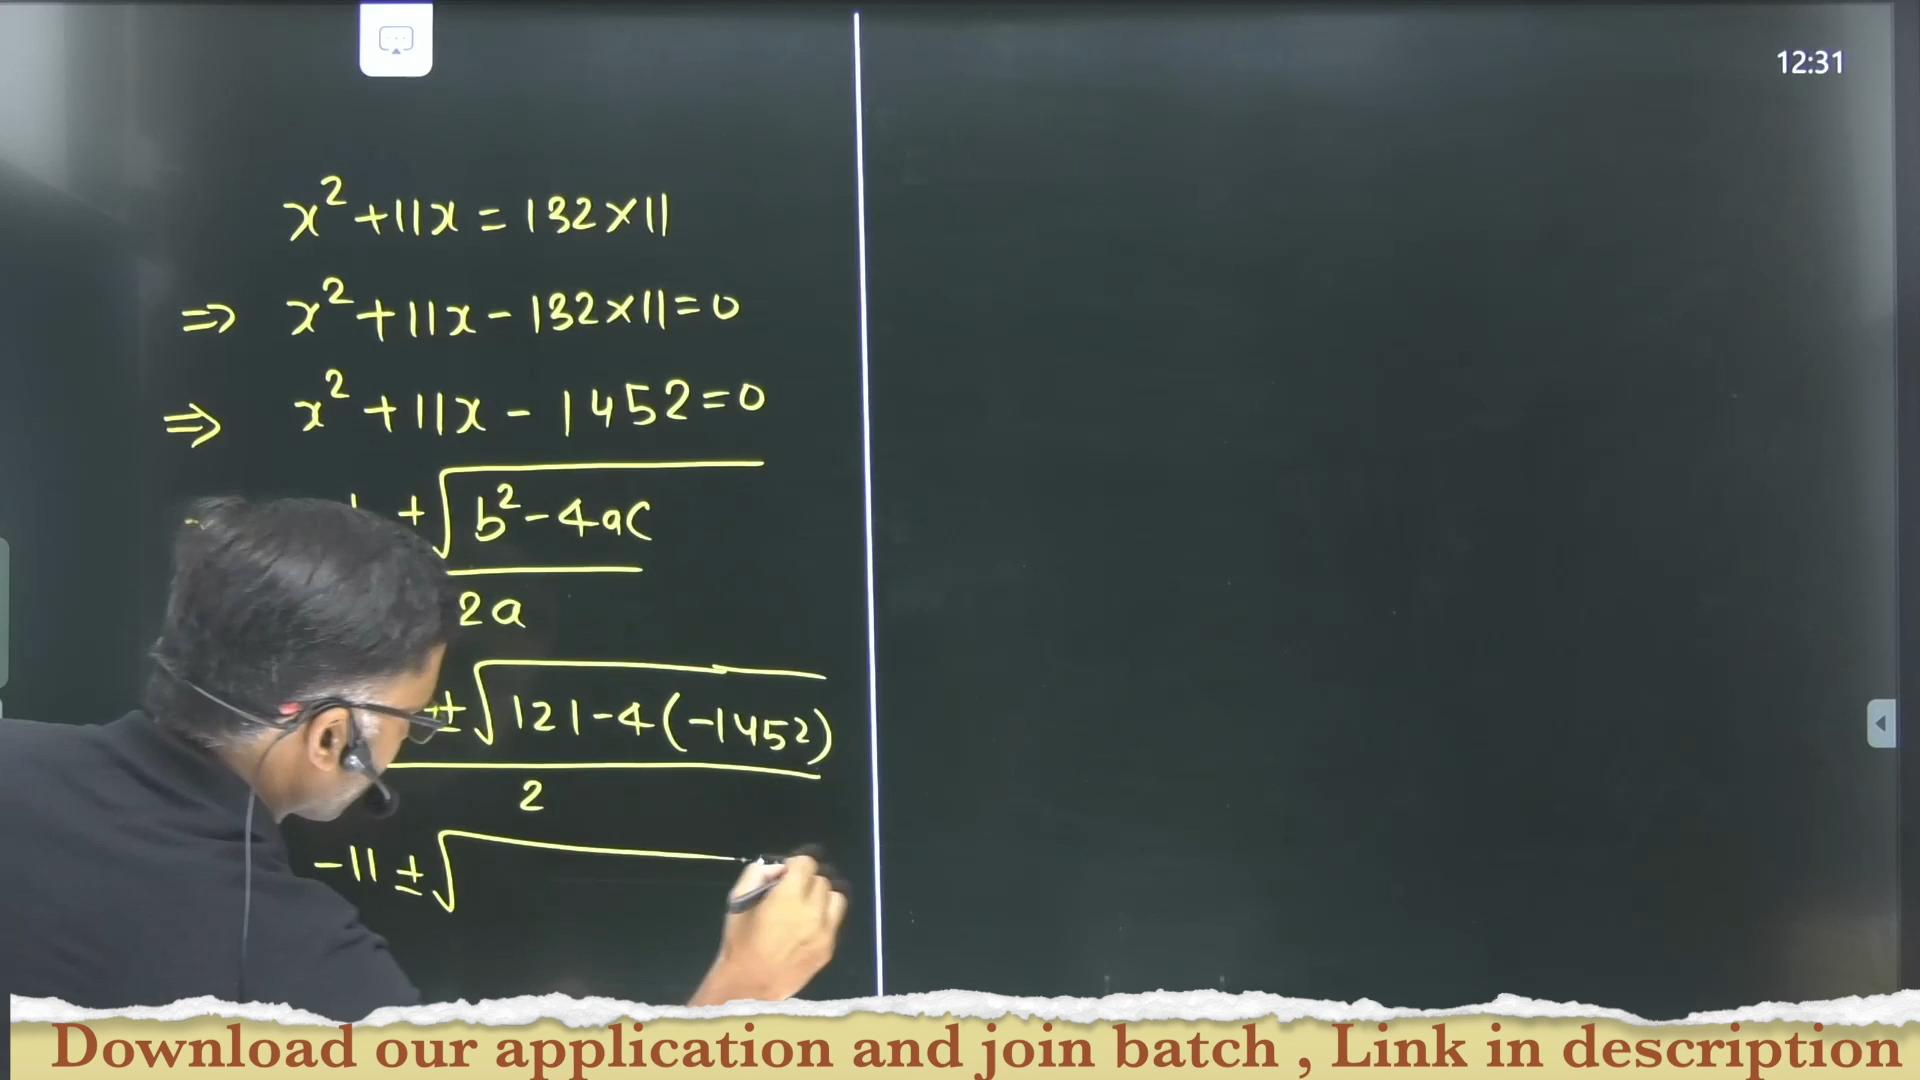 12:31
x² + 11x = 132 × 11
⇒ x² + 11x - 132 × 11 = 0
⇒ x² + 11x - 1452 = 0
± √b² - 4ac
2a
± √121 - 4(-1452)
2
-11 ± √
Download our application and join batch , Link in description